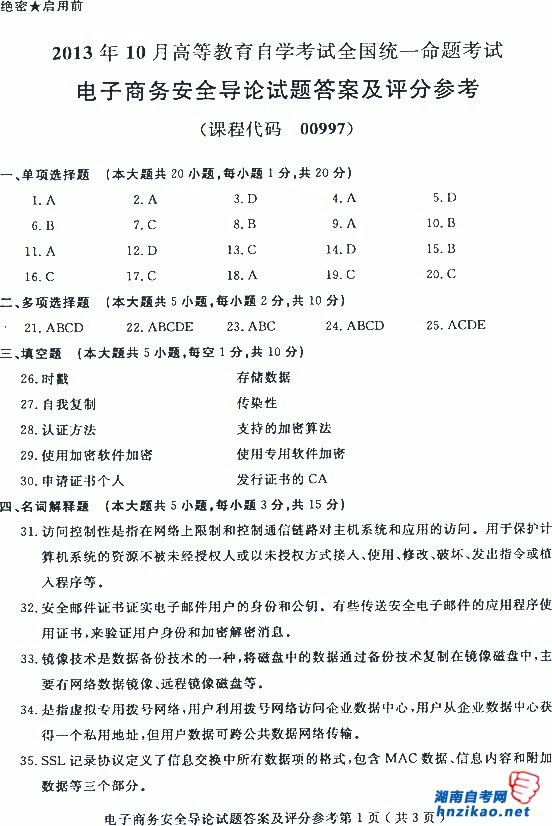 绝密★启用前
2013 年 10 月高等教育自学考试全国统一命题考试
电子商务安全导论试题答案及评分参考
(课程代码 00997)
一、单项选择题 (本大题共 20 小题,每小题 1 分,共 20 分)
1. A 2. A 3. D 4. A 5. D
6. B 7. C 8. B 9. A 10. B
11. A 12. D 13. C 14. D 15. B
16. C 17. C 18. A 19. C 20. C
二、多项选择题 (本大题共 5 小题,每小题 2 分,共 10 分)
21. ABCD 22. ABCDE 23. ABC 24. ABCD 25. ACDE
三、填空题 (本大题共 5 小题,每空 1 分,共 10 分)
26. 时戳 存储数据
27. 自我复制 传染性
28. 认证方法 支持的加密算法
29. 使用加密软件加密 使用专用软件加密
30. 申请证书个人 发行证书的 CA
四、名词解释题 (本大题共 5 小题,每小题 3 分,共 15 分)
31. 访问控制性是指在网络上限制和控制通信链路对主机系统和应用的访问。用于保护计
算机系统的资源不被未经授权人或以未授权方式接入、使用、修改、破坏、发出指令或植
入程序等。
32. 安全邮件证书证实电子邮件用户的身份和公钥。有些传送安全电子邮件的应用程序使
用证书,来验证用户身份和加密解密消息。
33. 镜像技术是数据备份技术的一种,将磁盘中的数据通过备份技术复制在镜像磁盘中,主
要有网络数据镜像、远程镜像磁盘等。
34. 是指虚拟专用拨号网络,用户利用拨号网络访问企业数据中心,用户从企业数据中心获
得一个私用地址,但用户数据可跨公共数据网络传输。
35. SSL 记录协议定义了信息交换中所有数据项的格式,包含 MAC 数据、信息内容和附加
数据等三个部分。
湖南自考网
hnzikao.net
电子商务安全导论试题答案及评分参考第 1 页 ( 共 3 页 )